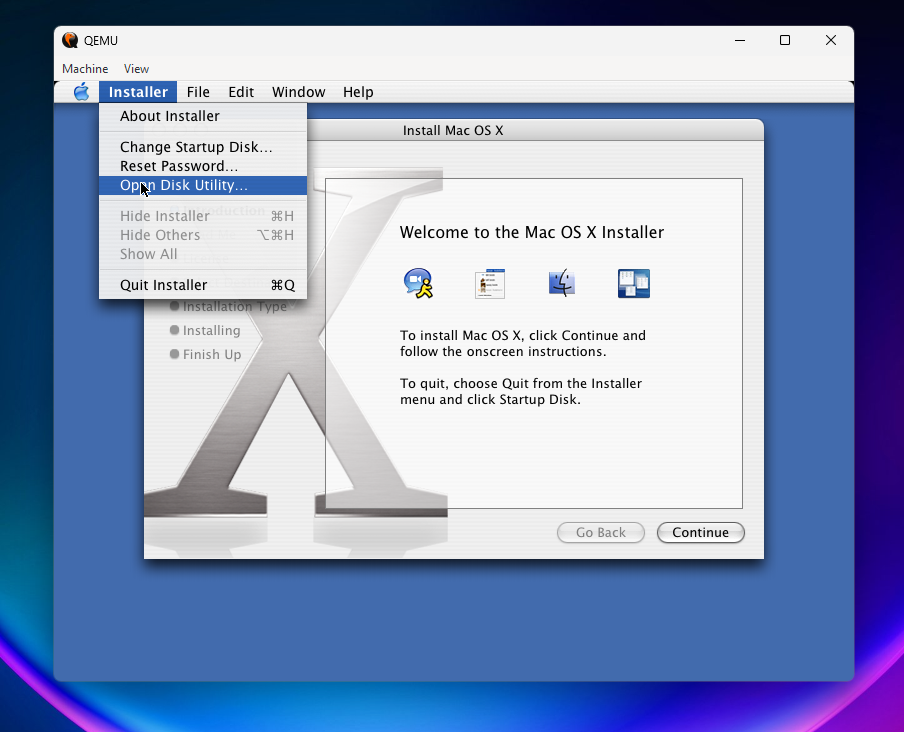 QEMU
Machine View
Installer File Edit Window Help
About Installer
Change Startup Disk...
Reset Password...
Open Disk Utility...
Hide Installer ⌘H
Hide Others ⌥⌘H
Show All
Quit Installer ⌘Q
Install Mac OS X
Introduction
Installation Type
Installing
Finish Up
Welcome to the Mac OS X Installer
To install Mac OS X, click Continue and
follow the onscreen instructions.
To quit, choose Quit from the Installer
menu and click Startup Disk.
Go Back Continue